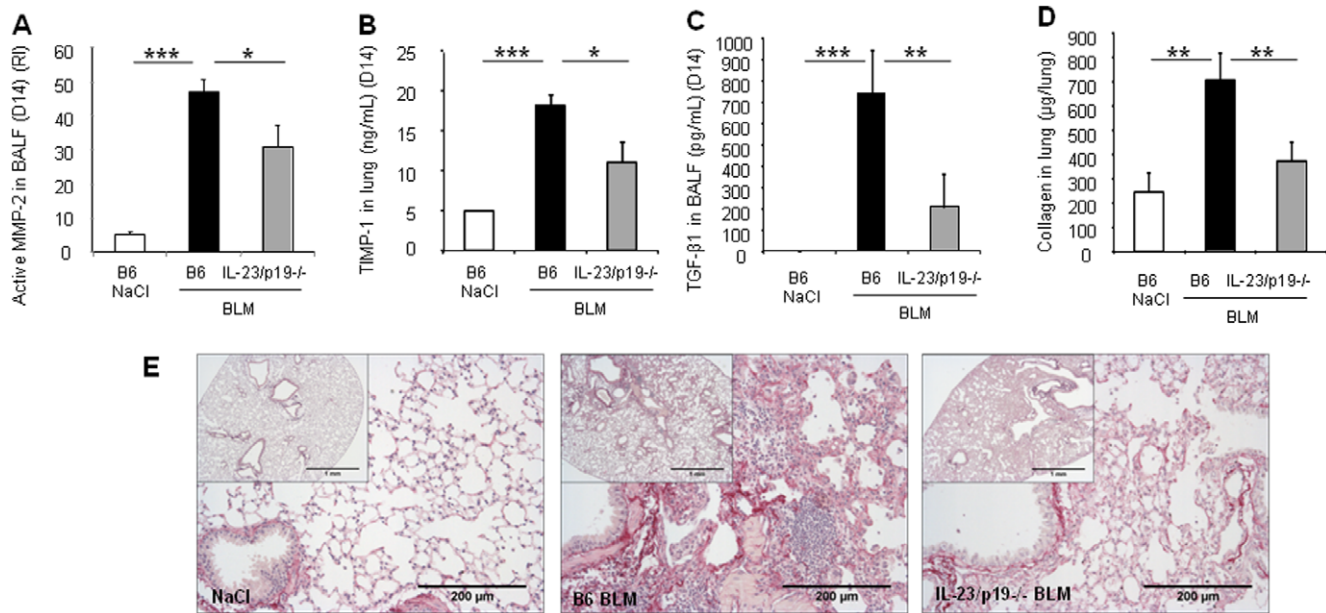 A
Active MMP-2 in BALF (D14) (RI)
60
50
40
30
20
10
0
***
*
B6
NaCl
B6 IL-23/p19-/-
BLM
B
TIMP-1 in lung (ng/mL) (D14)
25
20
15
10
5
0
***
*
B6
NaCl
B6 IL-23/p19-/-
BLM
C
TGF-β1 in BALF (pg/mL) (D14)
1000
900
800
700
600
500
400
300
200
100
0
***
**
B6
NaCl
B6 IL-23/p19-/-
BLM
D
Collagen in lung (µg/lung)
900
800
700
600
500
400
300
200
100
0
**
**
B6
NaCl
B6 IL-23/p19-/-
BLM
E
1 mm
NaCl
200 µm
1 mm
B6 BLM
200 µm
1 mm
IL-23/p19-- BLM
200 µm